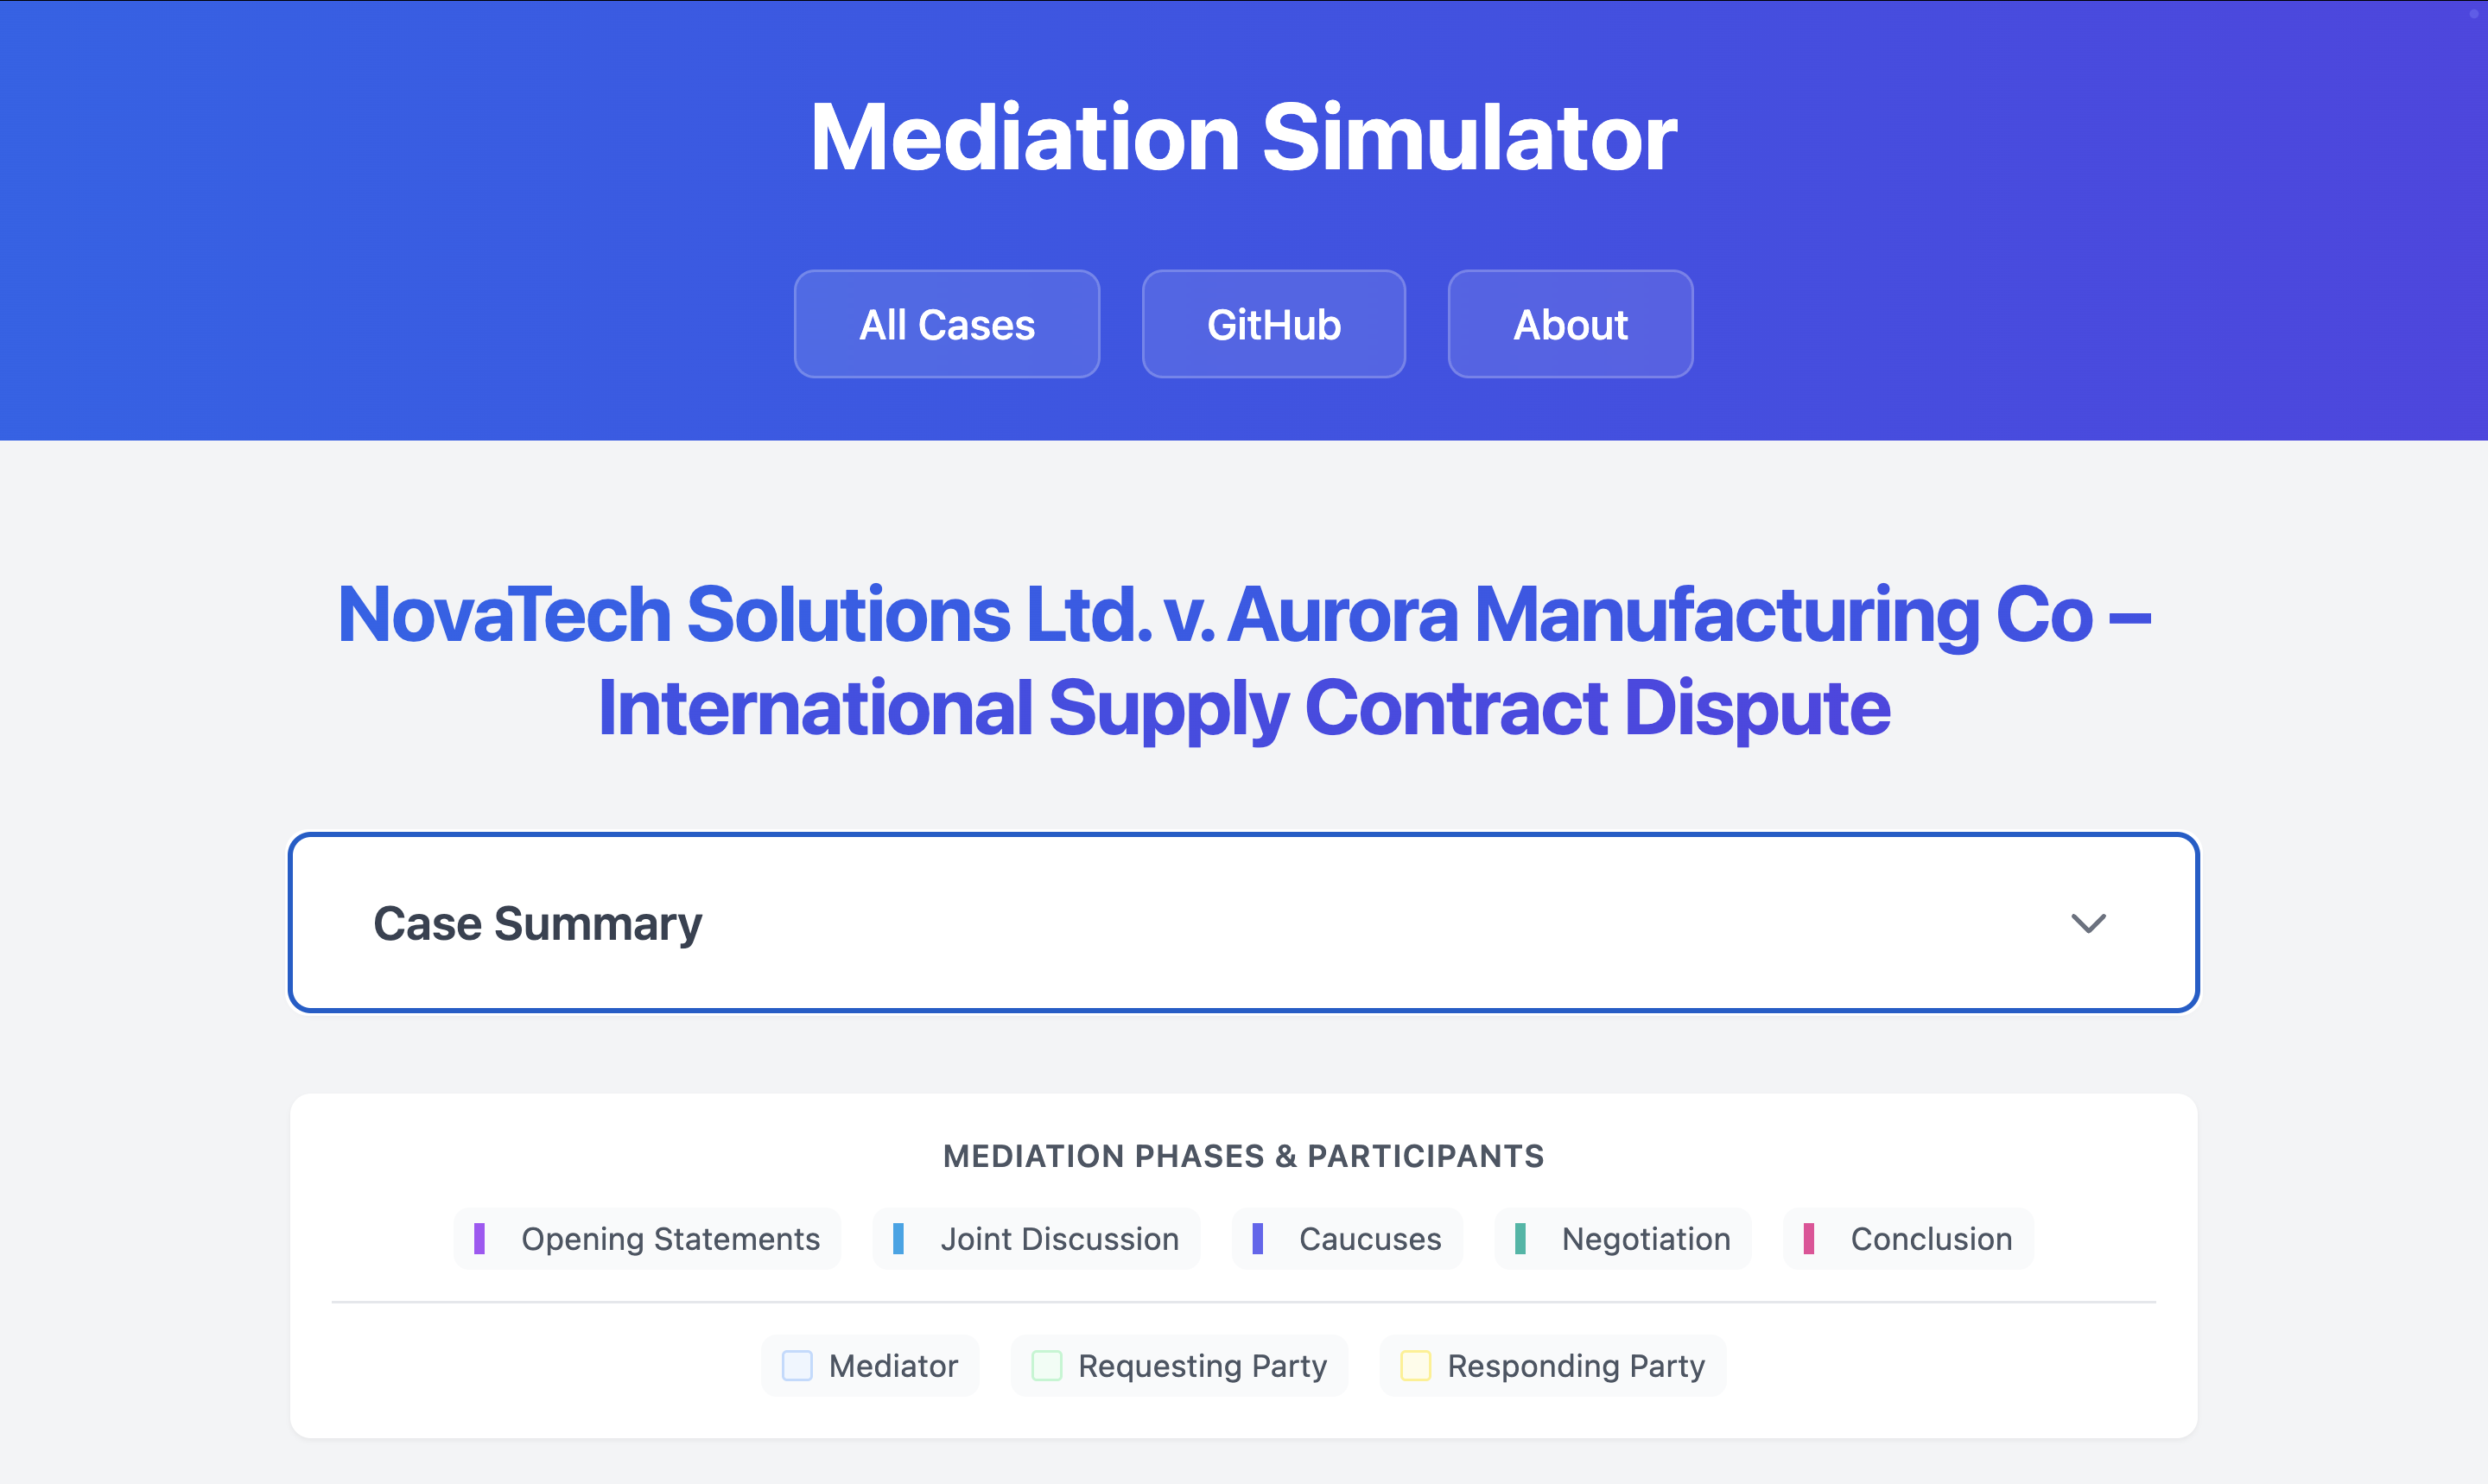 Mediation Simulator
All Cases
GitHub
About
NovaTech Solutions Ltd. v. Aurora Manufacturing Co –
International Supply Contract Dispute
Case Summary
MEDIATION PHASES & PARTICIPANTS
Opening Statements
Joint Discussion
Caucuses
Negotiation
Conclusion
Mediator
Requesting Party
Responding Party